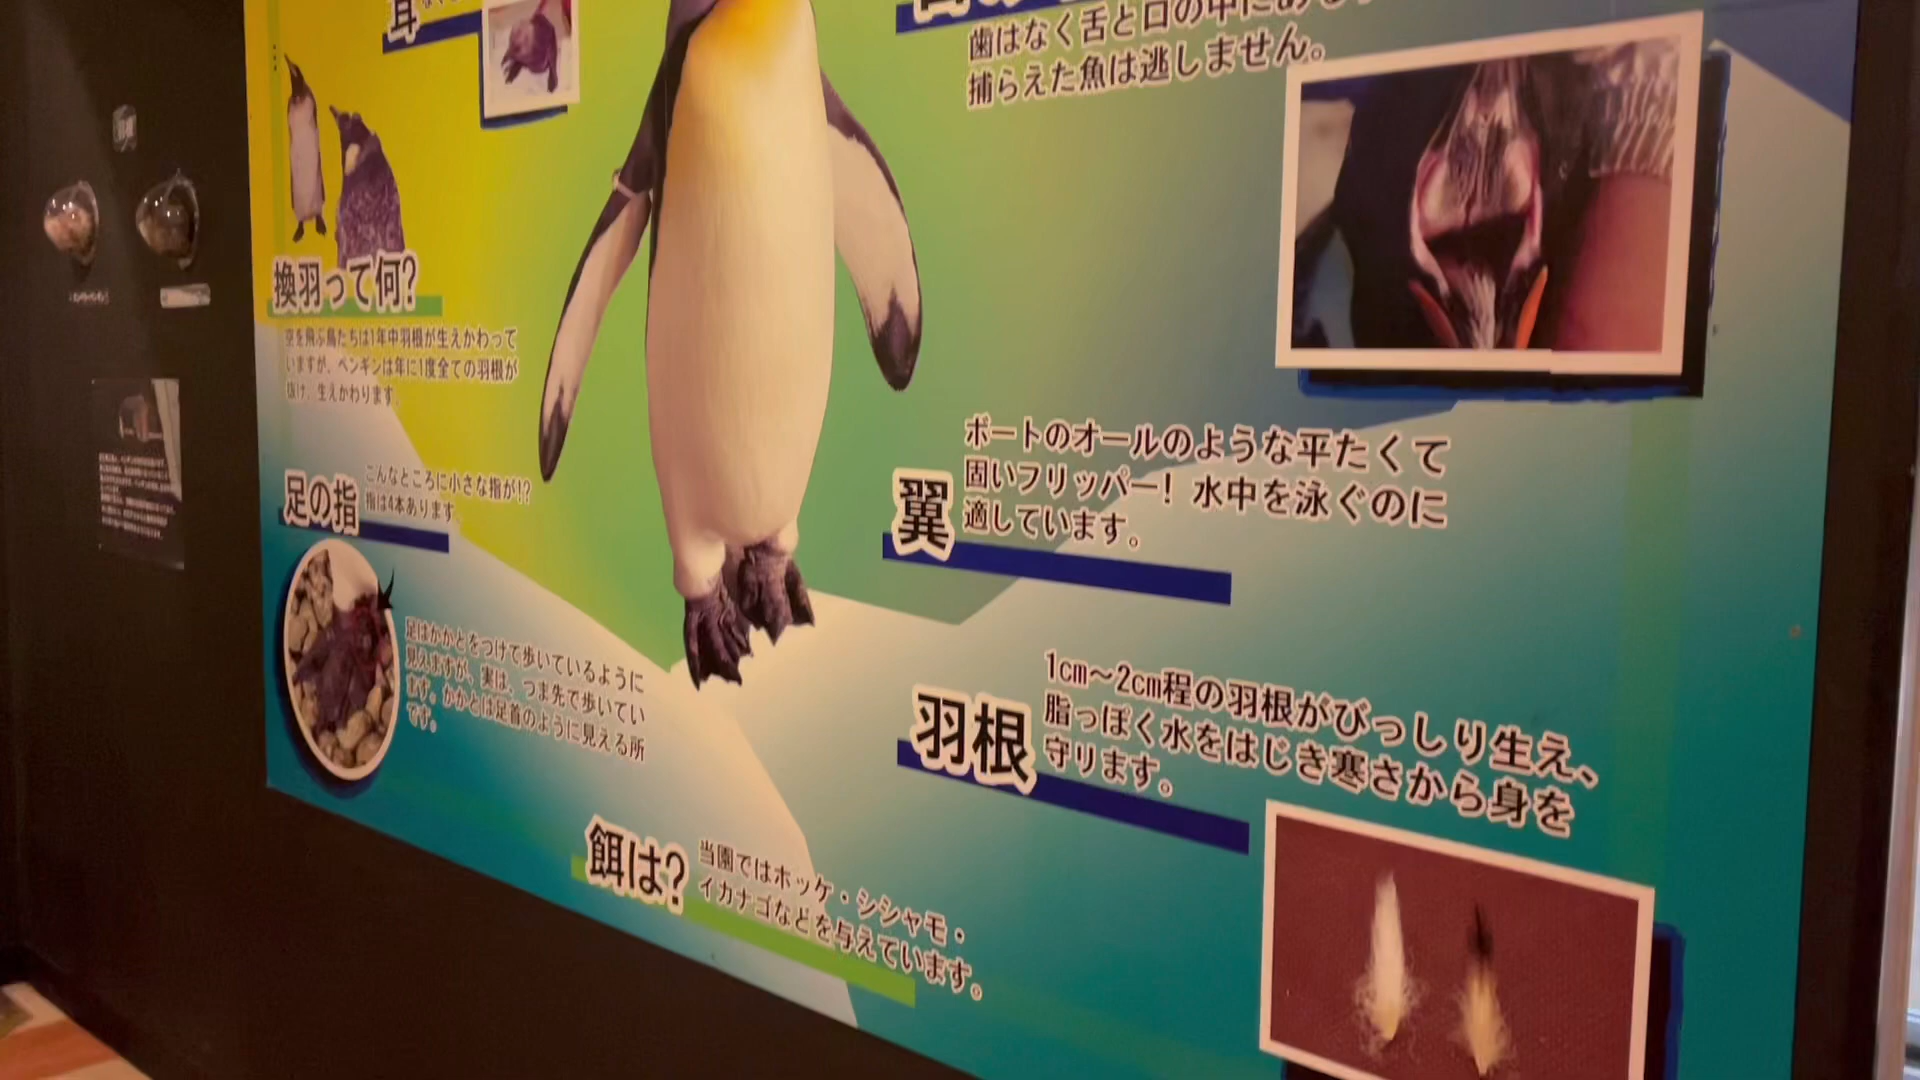 耳
歯はなく舌と口の中にある
捕らえた魚は逃しません。
換羽って何?
空を飛ぶ鳥たちは1年中羽根が生えかわって
いますが、ペンギンは年に1度全ての羽根が
抜け、生えかわります。
足の指
こんなところに小さな指が!?
指は4本あります。
足はかかとをつけて歩いているように
見えますが、実は、つま先で歩いてい
ます。かかとは足首のように見える所
です。
翼
ボートのオールのような平たくて
固いフリッパー! 水中を泳ぐのに
適しています。
羽根
1cm〜2cm程の羽根がびっしり生え、
脂っぽく水をはじき寒さから身を
守ります。
餌は?
当園ではホッケ・シシャモ・
イカナゴなどを与えています。